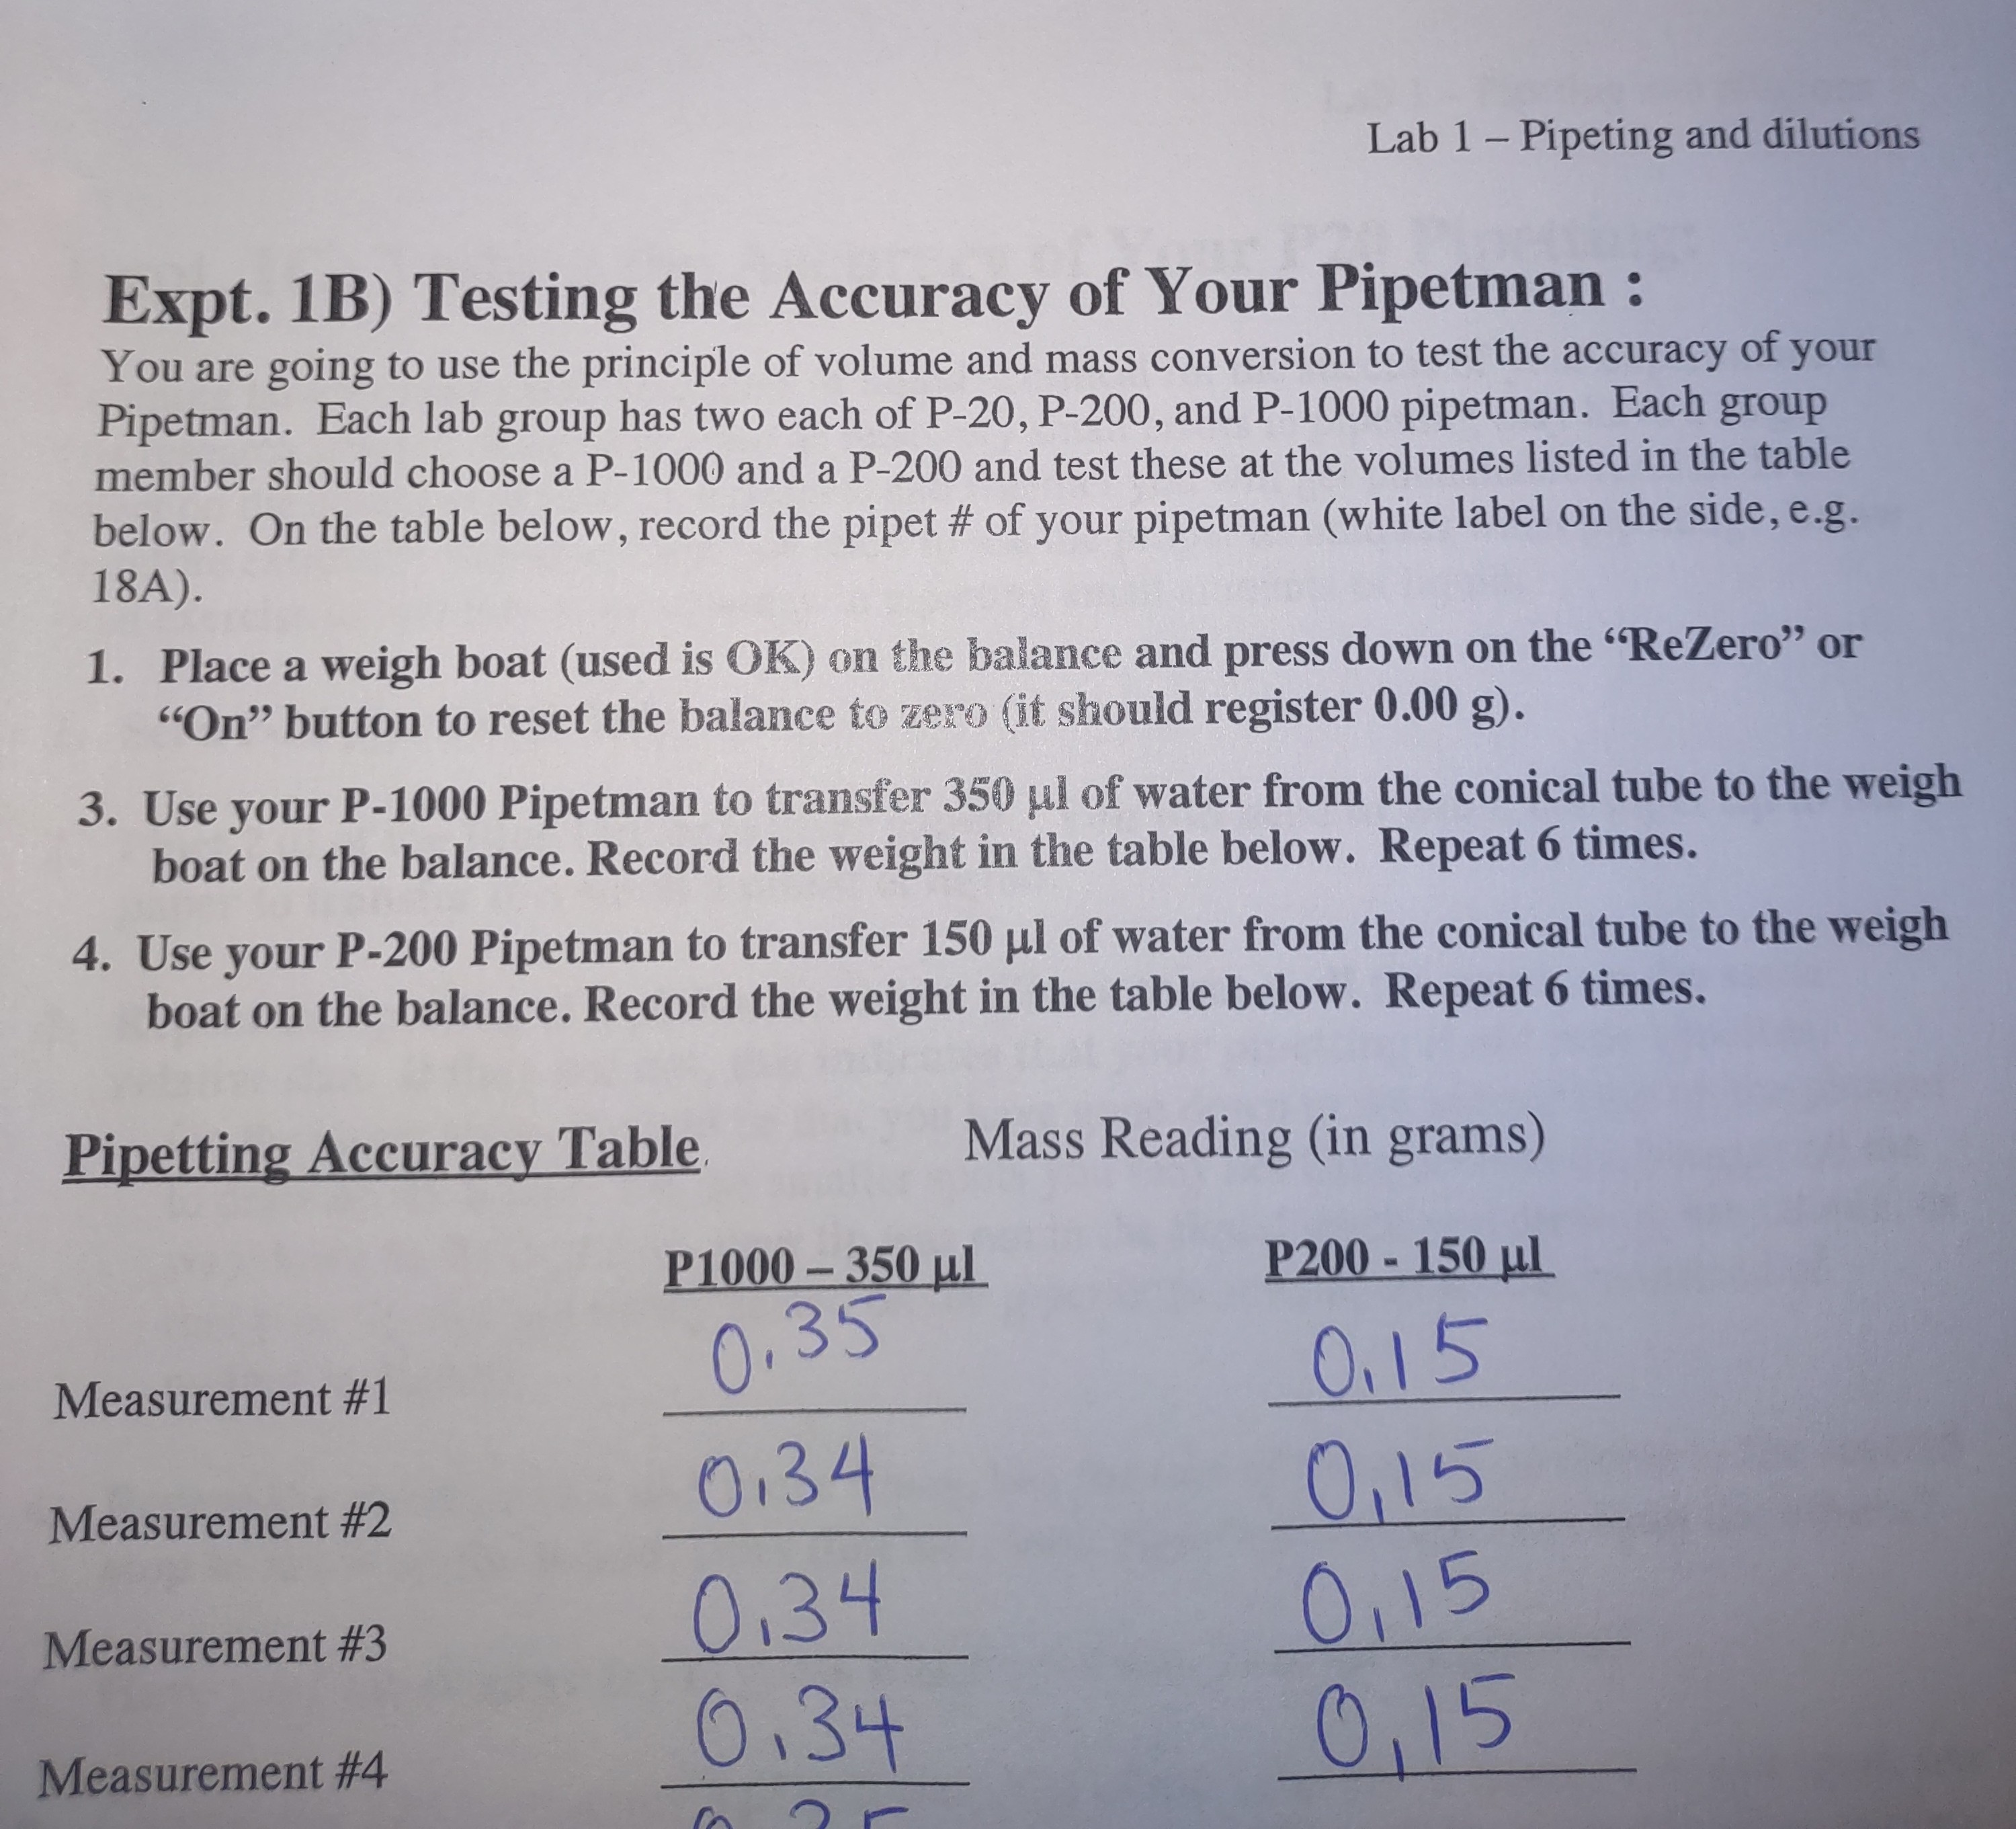 Lab 1 – Pipeting and dilutions
Expt. 1B) Testing the Accuracy of Your Pipetman :
You are going to use the principle of volume and mass conversion to test the accuracy of your
Pipetman. Each lab group has two each of P-20, P-200, and P-1000 pipetman. Each group
member should choose a P-1000 and a P-200 and test these at the volumes listed in the table
below. On the table below, record the pipet # of your pipetman (white label on the side, e.g.
18A).
1. Place a weigh boat (used is OK) on the balance and press down on the “ReZero” or
“On” button to reset the balance to zero (it should register 0.00 g).
3. Use your P-1000 Pipetman to transfer 350 µl of water from the conical tube to the weigh
boat on the balance. Record the weight in the table below. Repeat 6 times.
4. Use your P-200 Pipetman to transfer 150 µl of water from the conical tube to the weigh
boat on the balance. Record the weight in the table below. Repeat 6 times.
Pipetting Accuracy Table. Mass Reading (in grams)
P1000 – 350 µl P200 - 150 µl
Measurement #1 0.35 0.15
Measurement #2 0.34 0.15
Measurement #3 0.34 0.15
Measurement #4 0.34 0.15